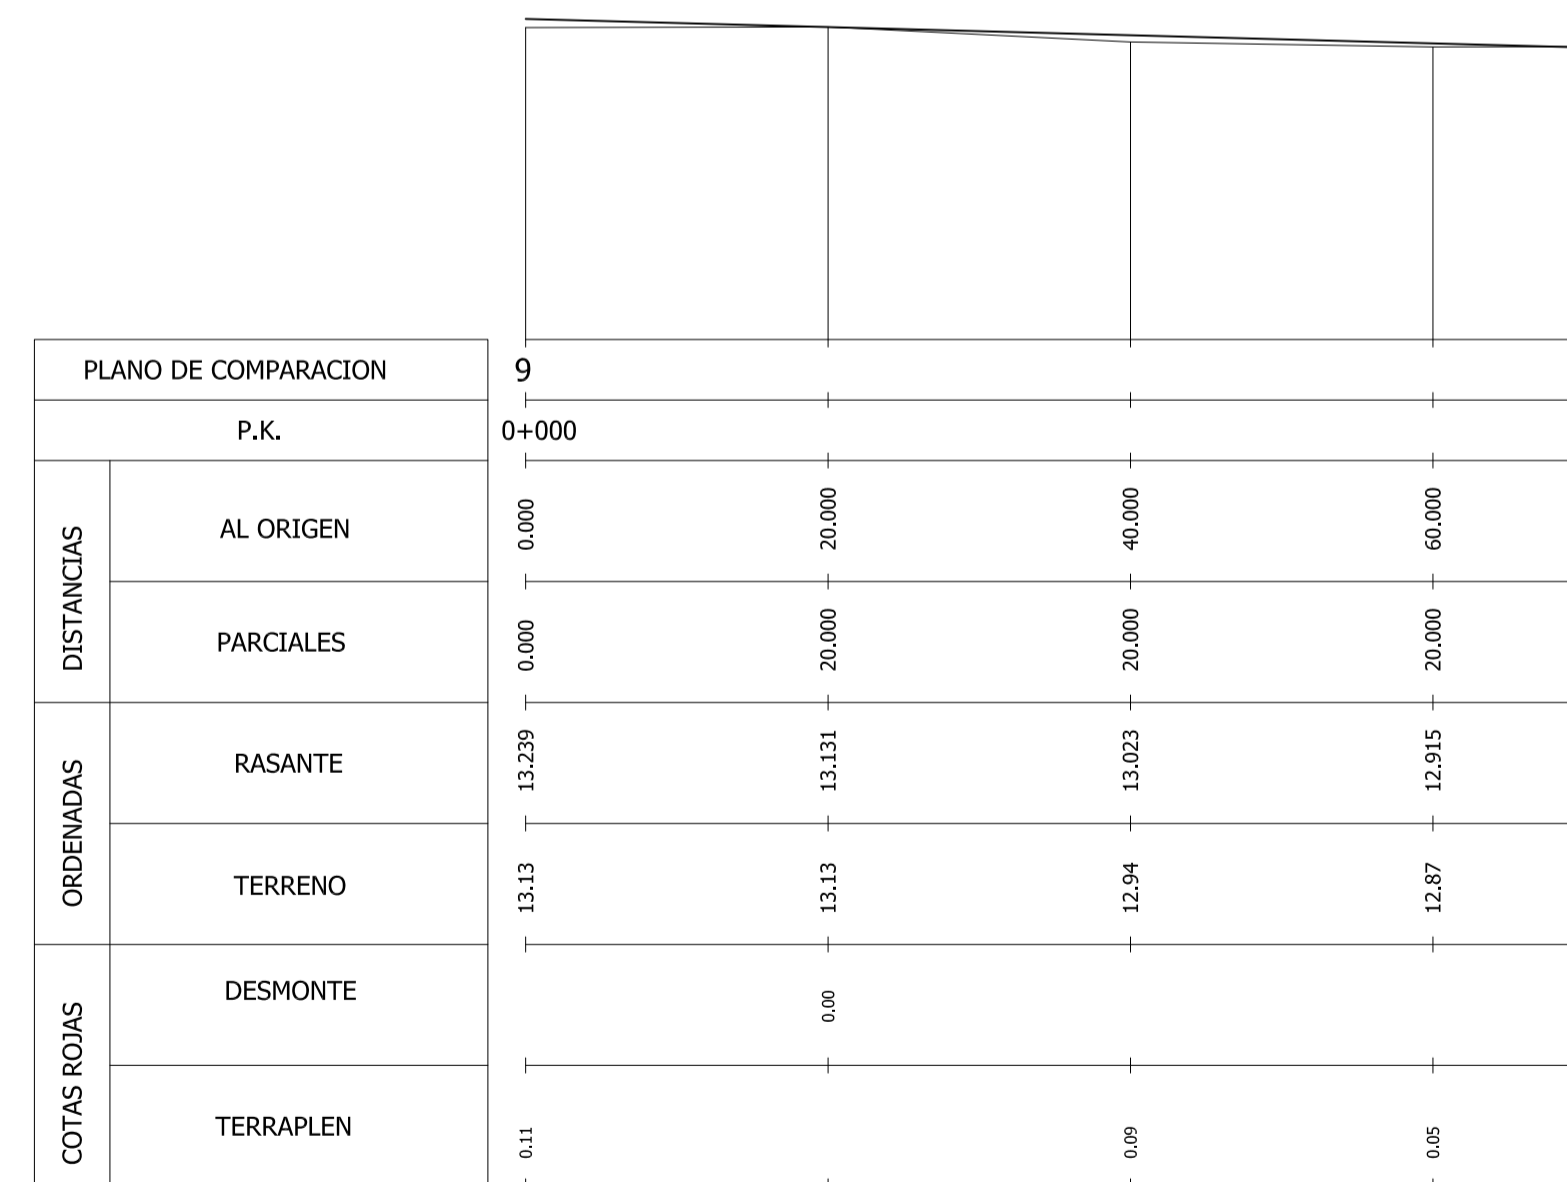 PLANO DE COMPARACION 9
P.K. 0+000
DISTANCIAS
AL ORIGEN 0.000 20.000 40.000 60.000
PARCIALES 0.000 20.000 20.000 20.000
ORDENADAS
RASANTE 13.239 13.131 13.023 12.915
TERRENO 13.13 13.13 12.94 12.87
COTAS ROJAS
DESMONTE 0.00
TERRAPLEN 0.11 0.09 0.05